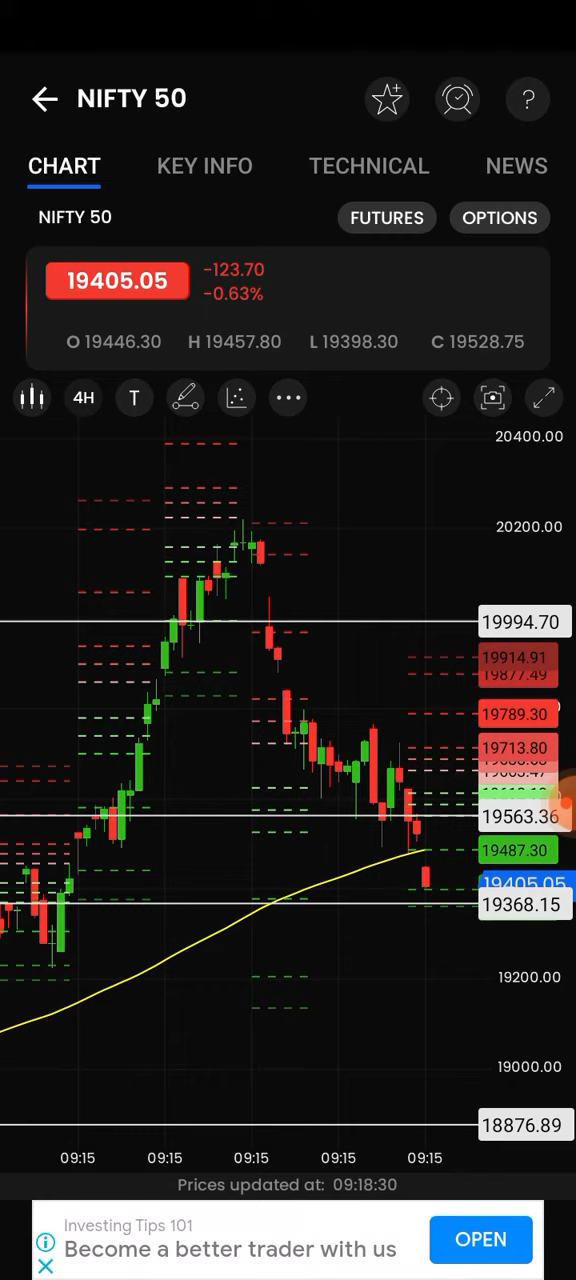 NIFTY 50
?
CHART KEY INFO TECHNICAL NEWS
NIFTY 50 FUTURES OPTIONS
19405.05 -123.70
-0.63%
O 19446.30 H 19457.80 L 19398.30 C 19528.75
4H T
20400.00
20200.00
19994.70
19914.91
19877.49
19789.30
19713.80
19563.36
19487.30
19405.05
19368.15
19200.00
19000.00
18876.89
09:15 09:15 09:15 09:15 09:15
Prices updated at: 09:18:30
Investing Tips 101
Become a better trader with us
OPEN